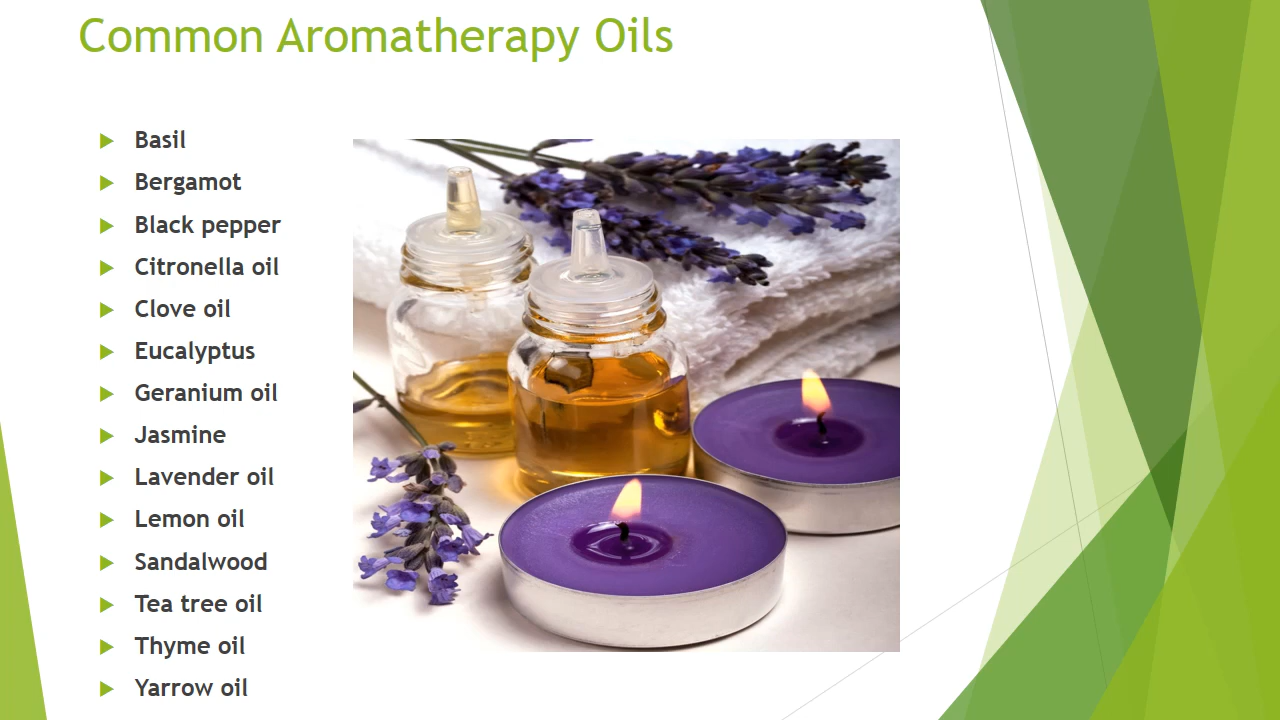 Common Aromatherapy Oils
Basil
Bergamot
Black pepper
Citronella oil
Clove oil
Eucalyptus
Geranium oil
Jasmine
Lavender oil
Lemon oil
Sandalwood
Tea tree oil
Thyme oil
Yarrow oil